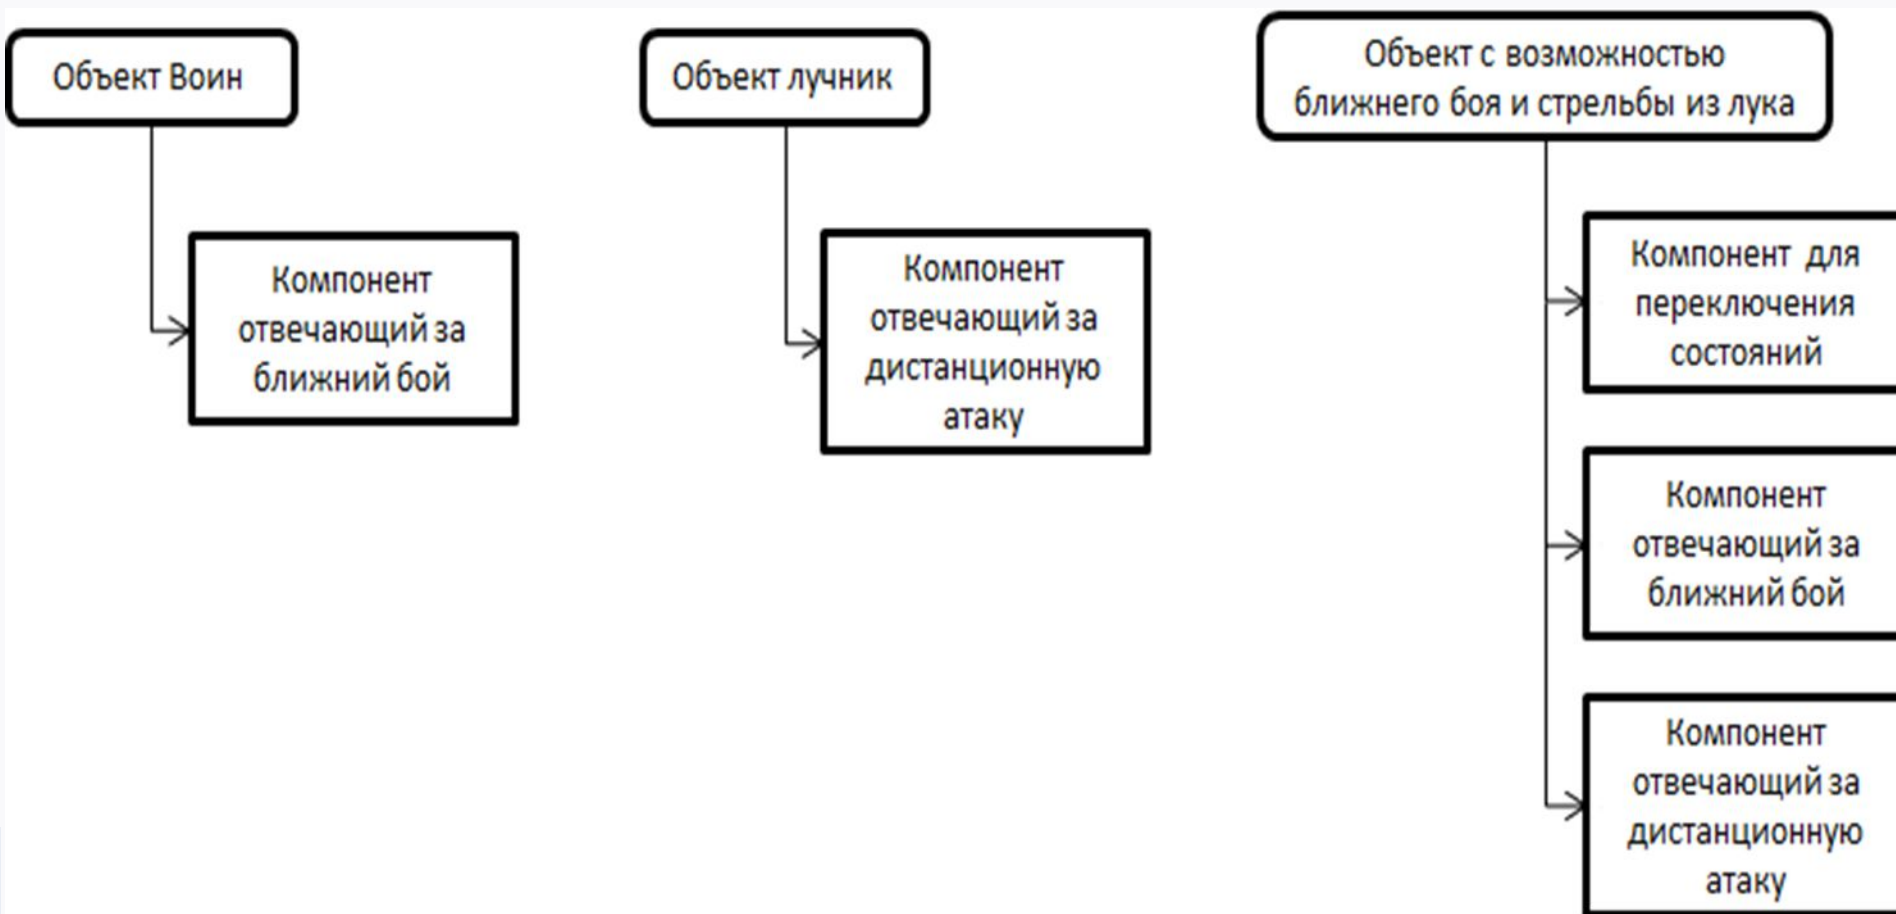 Объект Воин
Компонент
отвечающий за
ближний бой
Объект лучник
Компонент
отвечающий за
дистанционную
атаку
Объект с возможностью
ближнего боя и стрельбы из лука
Компонент для
переключения
состояний
Компонент
отвечающий за
ближний бой
Компонент
отвечающий за
дистанционную
атаку